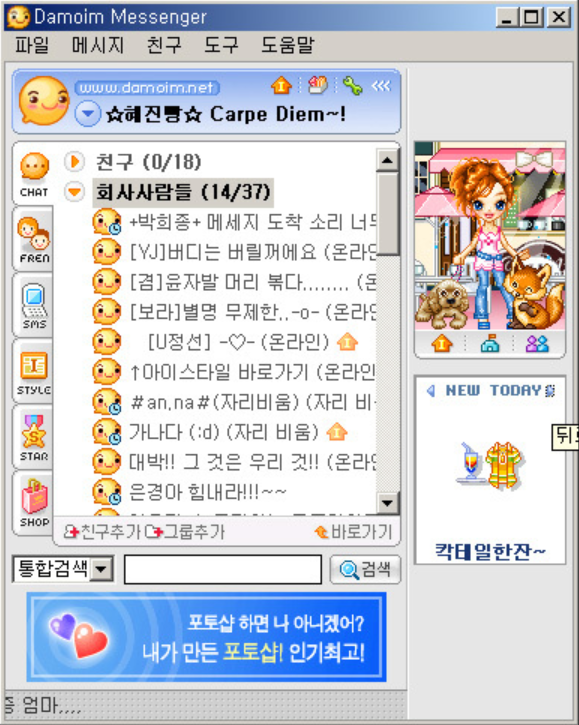 Damoim Messenger
파일 메시지 친구 도구 도움말
www.damoim.net
☆혜진빵☆ Carpe Diem~!
CHAT
FREN
SMS
STYLE
STAR
SHOP
친구 (0/18)
회사사람들 (14/37)
+박희종+ 메세지 도착 소리 너무
[YJ]버디는 버릴꺼에요 (온라인
[겸]윤자발 머리 볶다........ (온
[보라]별명 무제한,,-o- (온라인
[U정선] -♡- (온라인)
↑아이스타일 바로가기 (온라인
#an,na#(자리비움) (자리 비
가나다 (:d) (자리 비움)
대박!! 그 것은 우리 것!! (온라인
은경아 힘내라!!!~~
친구추가 그룹추가 바로가기
통합검색 검색
포토샵 하면 나 아니겠어?
내가 만든 포토샵! 인기최고!
엄마,,,,
NEW TODAY
뒤로
칵테일한잔~